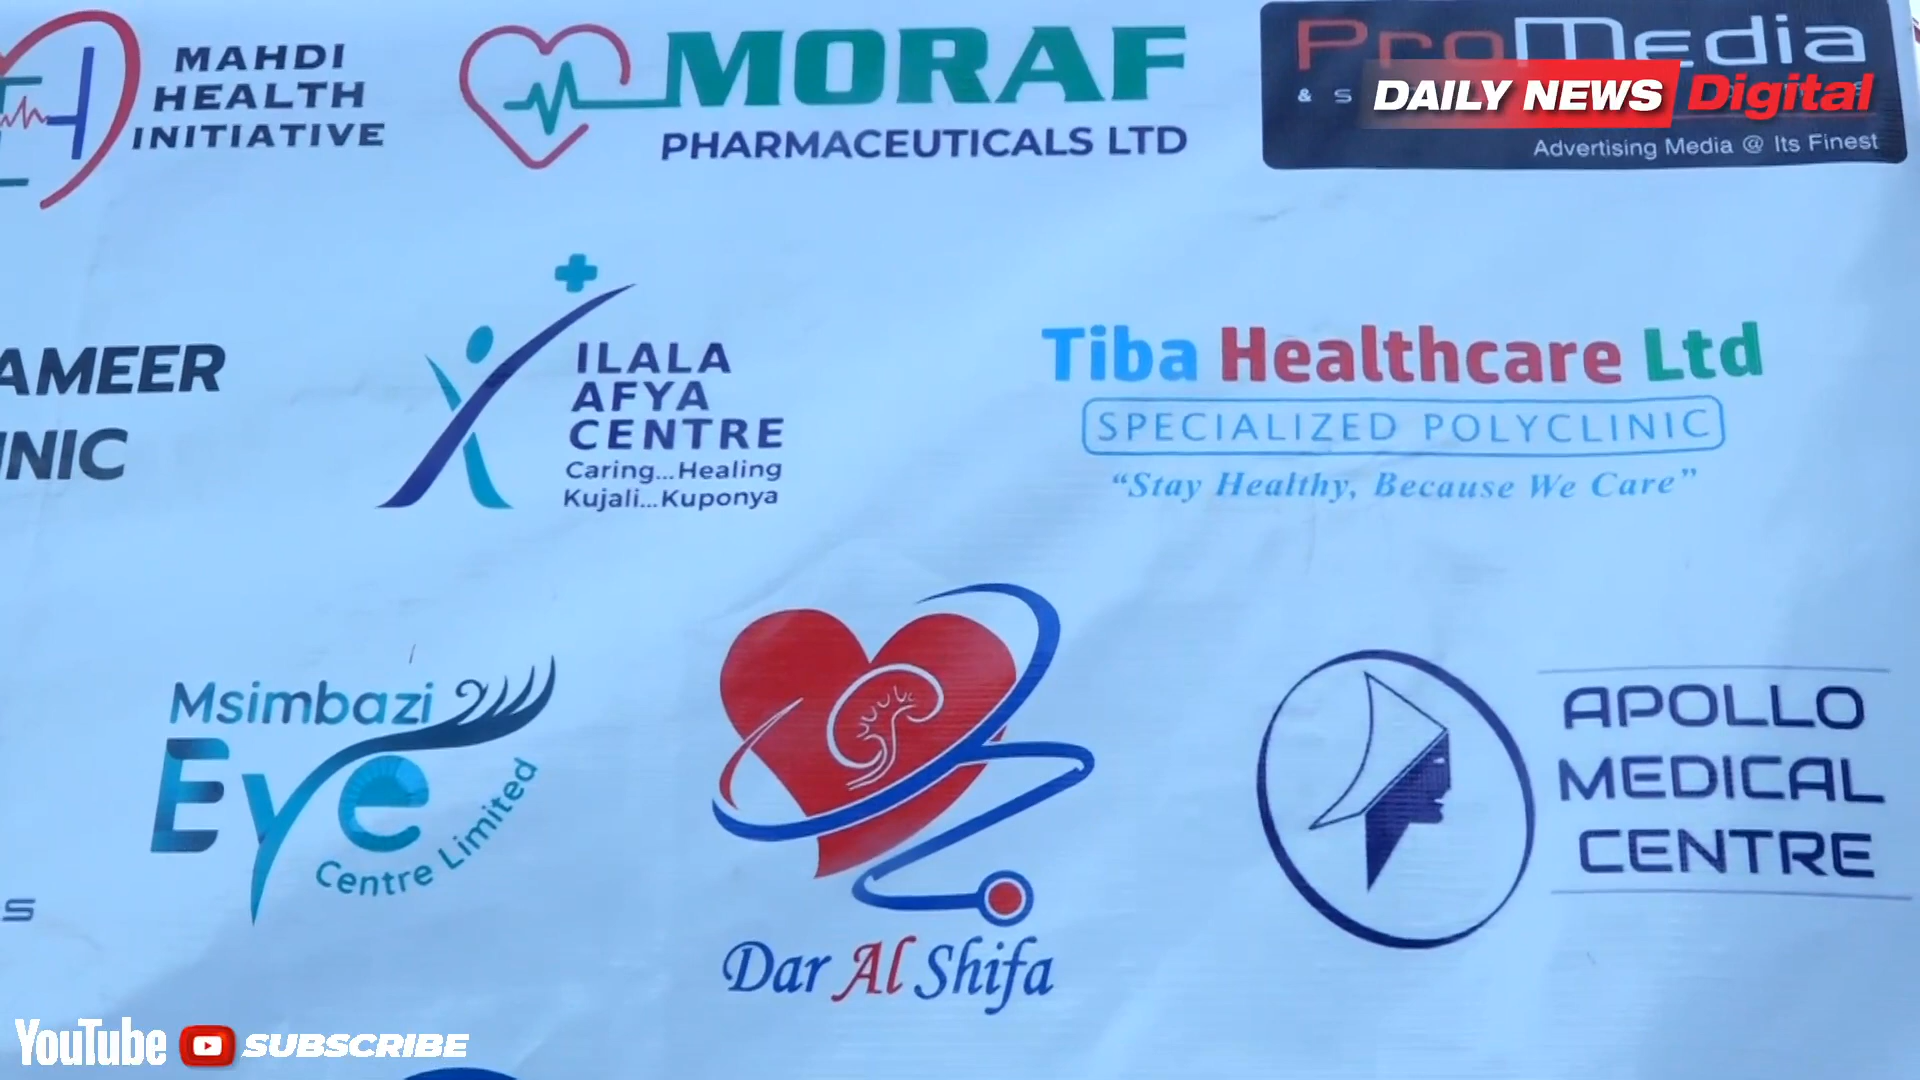 MAHDI
HEALTH
INITIATIVE
MORAF
PHARMACEUTICALS LTD
ProMedia
& S
DAILY NEWS Digital
Advertising Media @ Its Finest
AMEER
NIC
ILALA
AFYA
CENTRE
Caring...Healing
Kujali...Kuponya
Tiba Healthcare Ltd
SPECIALIZED POLYCLINIC
“Stay Healthy, Because We Care”
Msimbazi
Eye
Centre Limited
S
Dar Al Shifa
APOLLO
MEDICAL
CENTRE
YouTube SUBSCRIBE